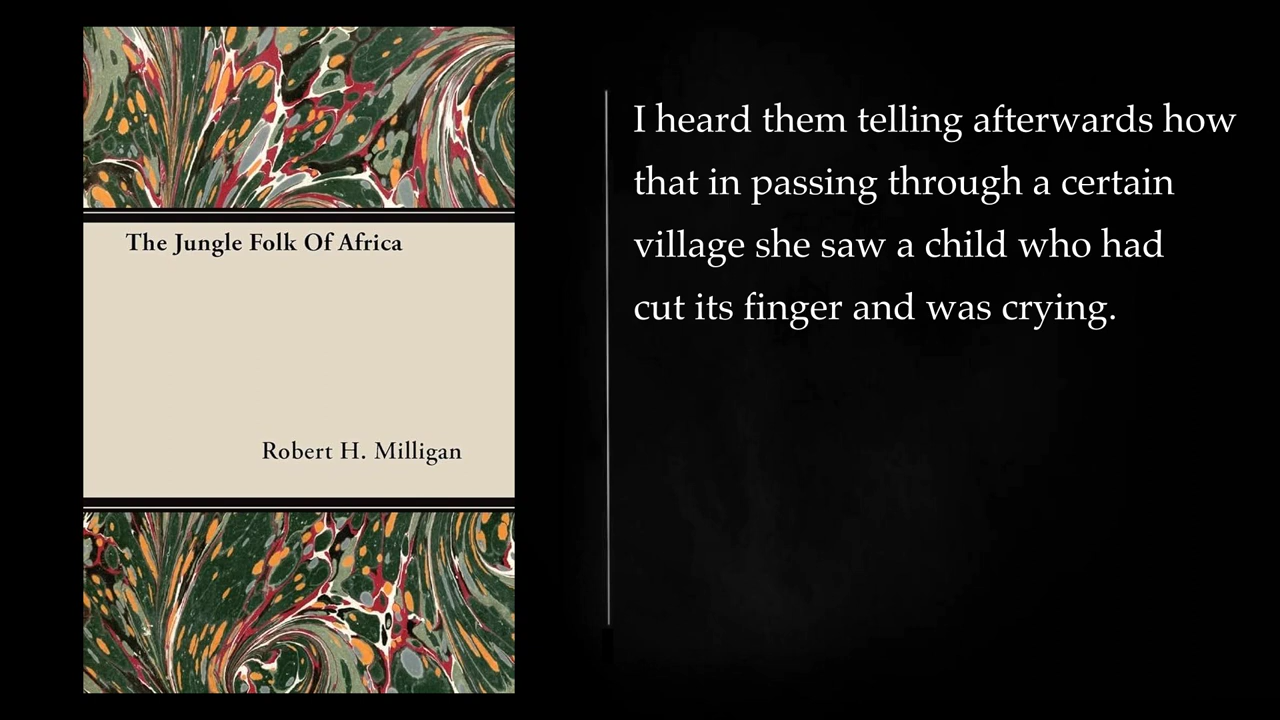 The Jungle Folk Of Africa
Robert H. Milligan
I heard them telling afterwards how
that in passing through a certain
village she saw a child who had
cut its finger and was crying.